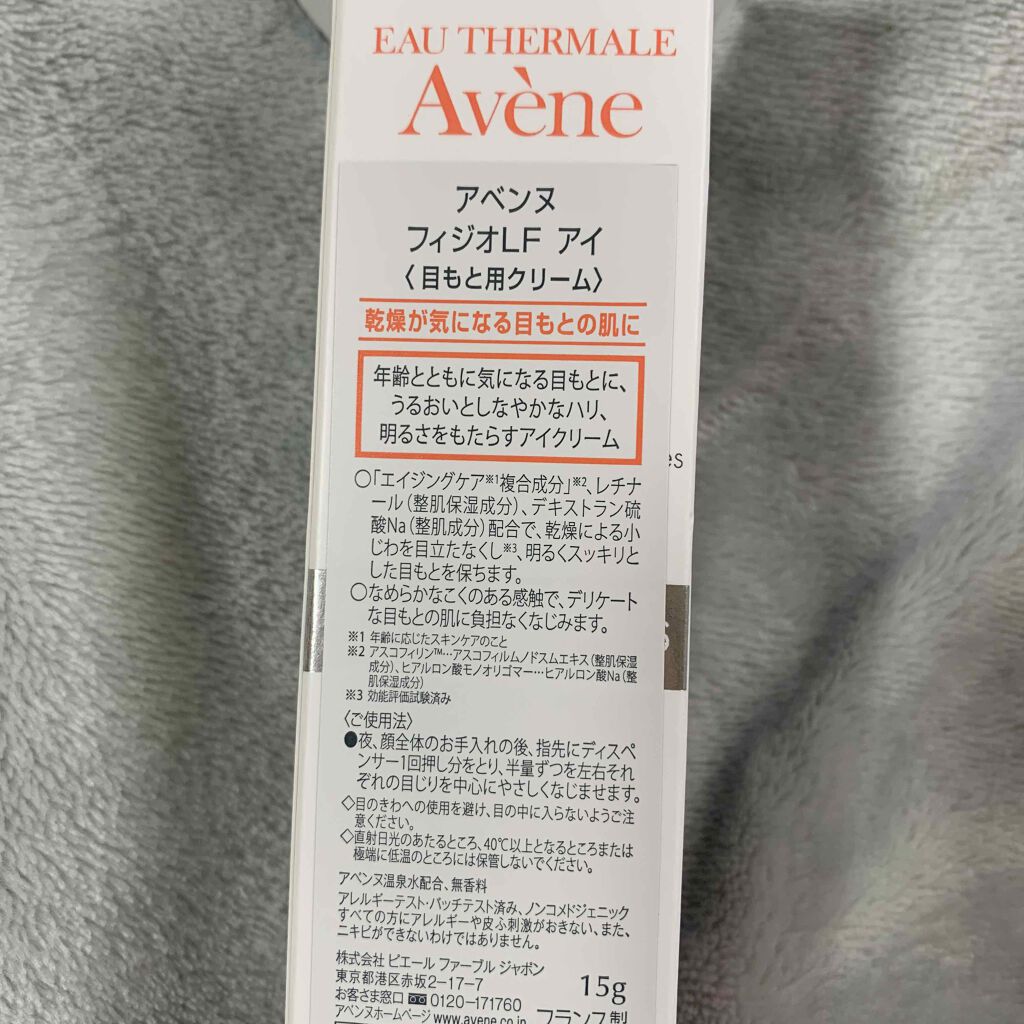 EAU THERMALE
Avène
アベンヌ
フィジオLF アイ
〈目もと用クリーム〉
乾燥が気になる目もとの肌に
年齢とともに気になる目もとに、
うるおいとしなやかなハリ、
明るさをもたらすアイクリーム
es
○「エイジングケア※1複合成分」※2、レチナ
ール(整肌保湿成分)、デキストラン硫
酸Na(整肌成分)配合で、乾燥による小
じわを目立たなくし※3、明るくスッキリと
した目もとを保ちます。
○なめらかなこくのある感触で、デリケート
な目もとの肌に負担なくなじみます。
※1 年齢に応じたスキンケアのこと
※2 アスコフィリン™…アスコフィルムノドスムエキス(整肌保湿
成分)、ヒアルロン酸モノオリゴマー…ヒアルロン酸Na(整
肌保湿成分)
※3 効能評価試験済み
〈ご使用法〉
●夜、顔全体のお手入れの後、指先にディスペ
ンサー1回押し分をとり、半量ずつを左右それ
ぞれの目じりを中心にやさしくなじませます。
◇目のきわへの使用を避け、目の中に入らないようご注
意ください。
◇直射日光のあたるところ、40℃以上となるところまたは
極端に低温のところには保管しないでください。
アベンヌ温泉水配合、無香料
アレルギーテスト・パッチテスト済み、ノンコメドジェニック
すべての方にアレルギーや皮ふ刺激がおきない、また、
ニキビができないわけではありません。
株式会社 ピエール ファーブル ジャポン
東京都港区赤坂2-17-7
お客さま窓口 0120-171760
アベンヌホームページ www.avene.co.jp
15g
フランス製